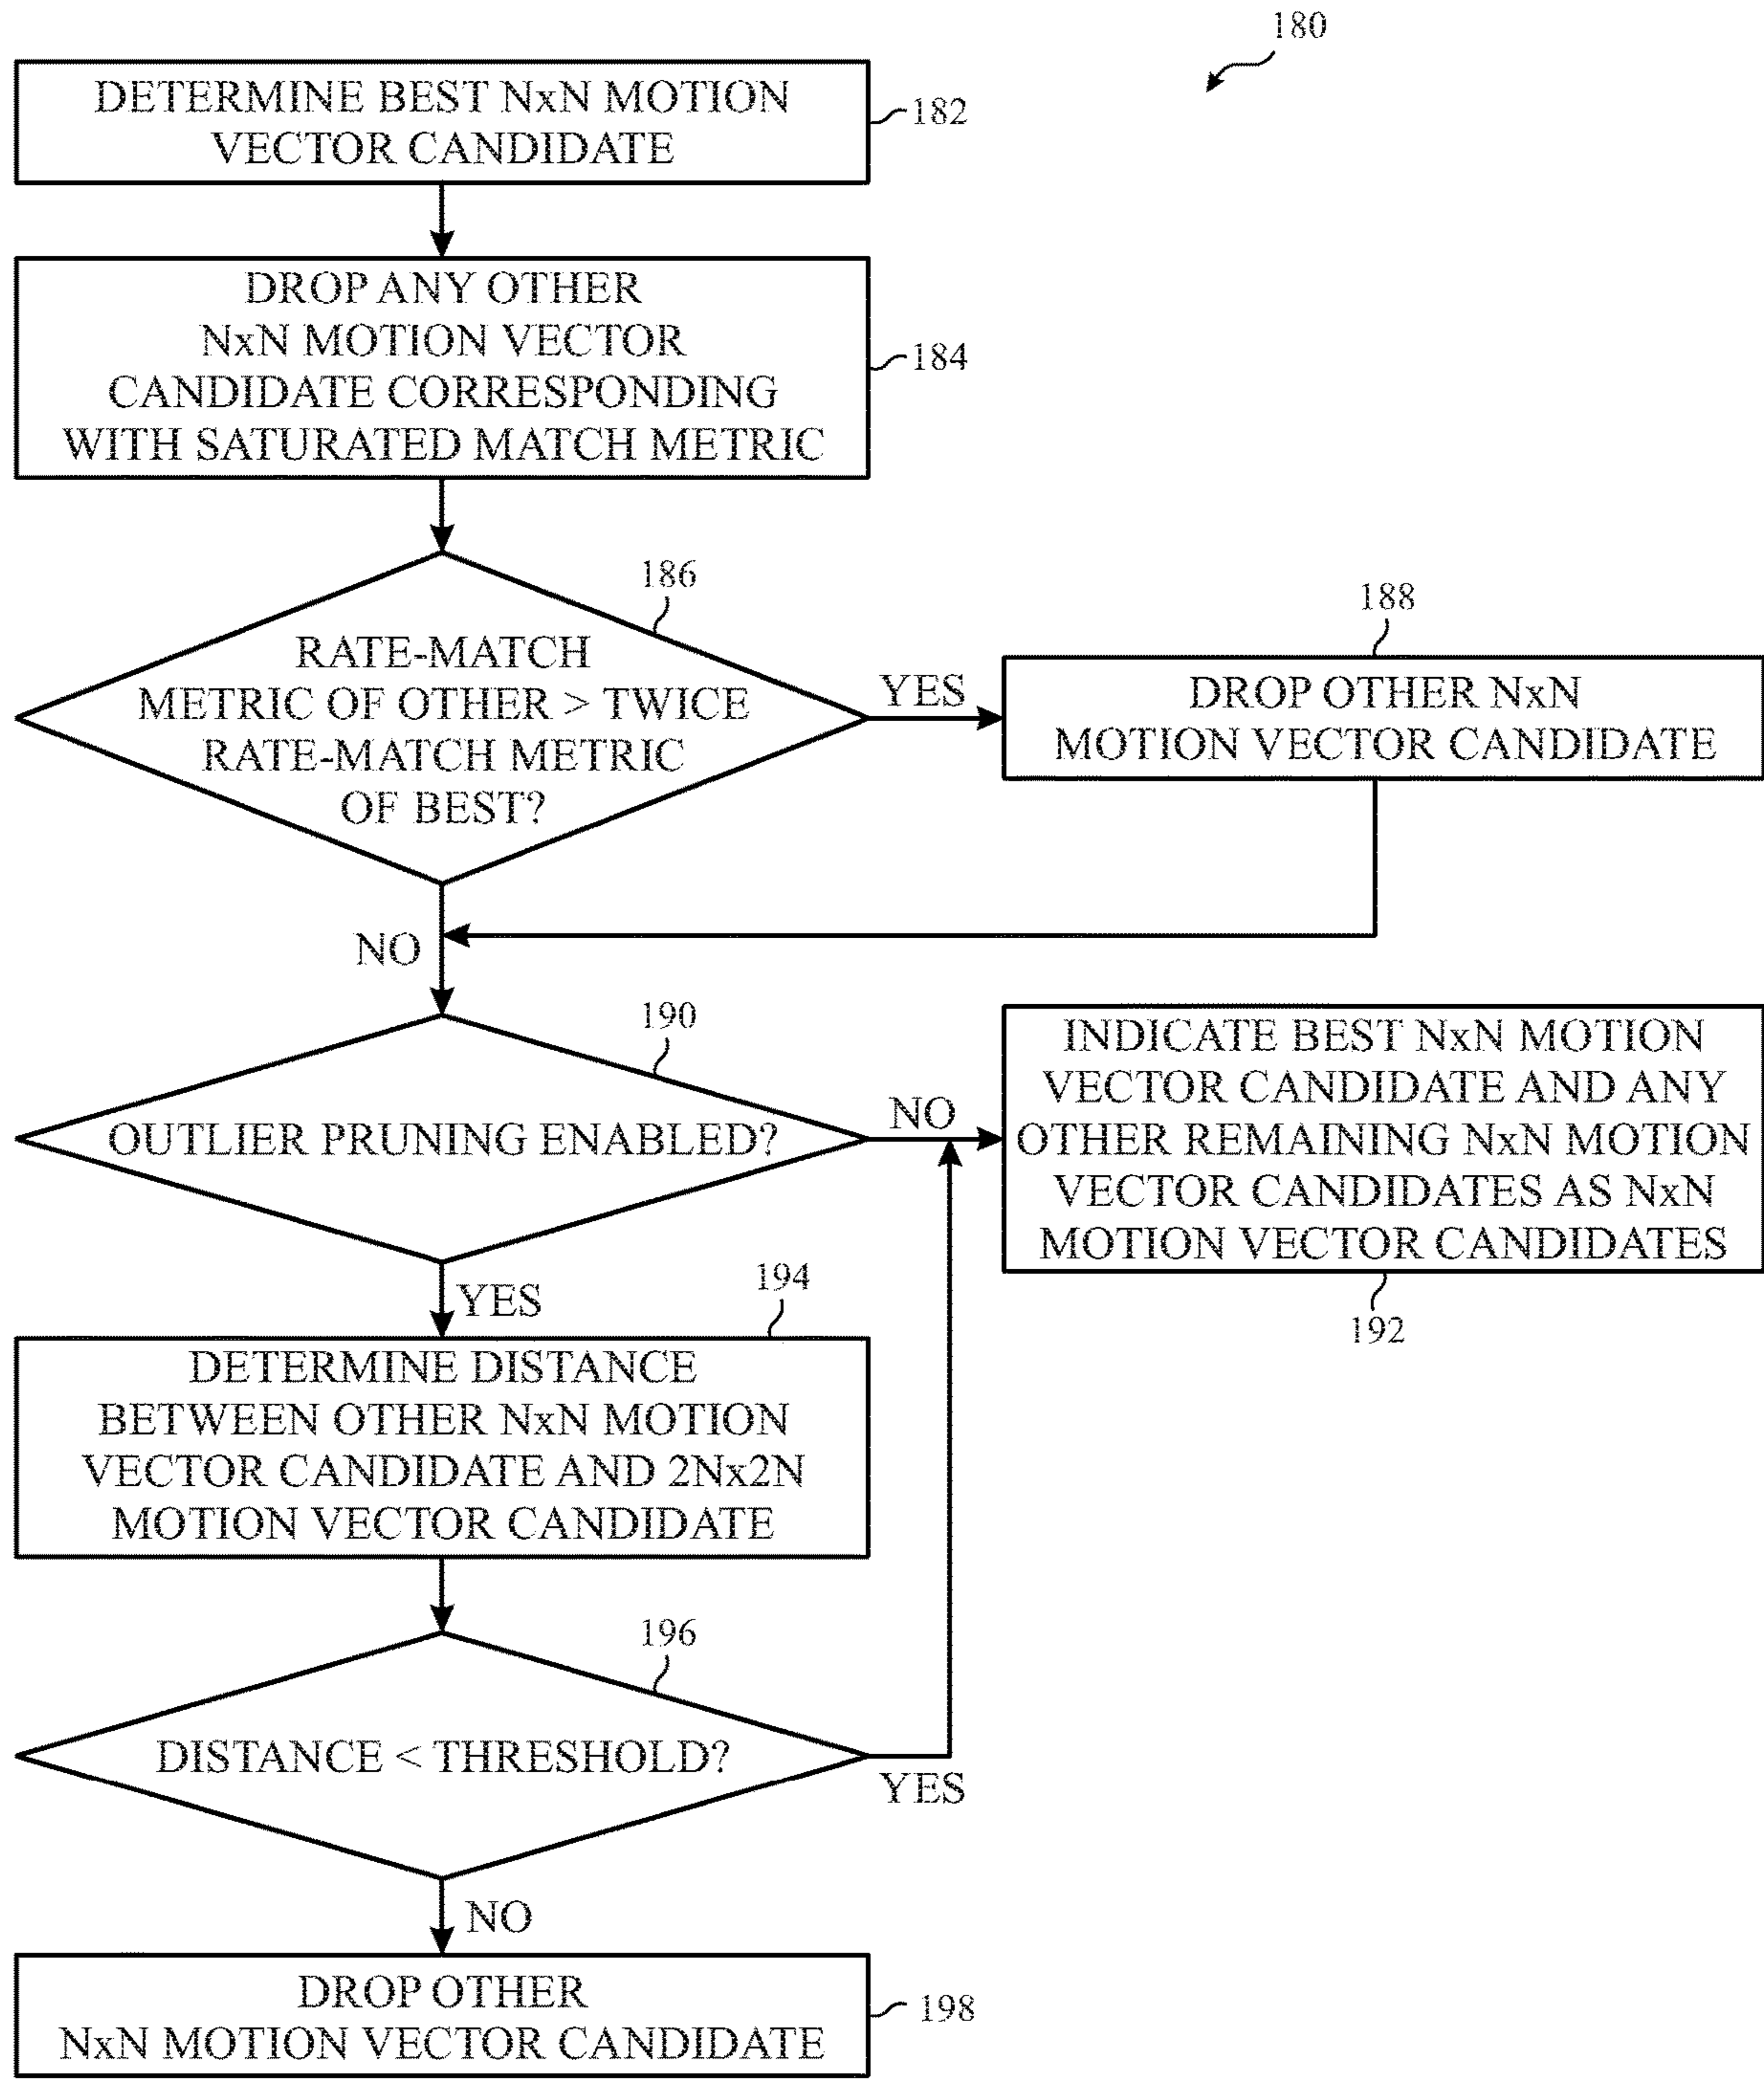 180
DETERMINE BEST NxN MOTION
VECTOR CANDIDATE
182
DROP ANY OTHER
NxN MOTION VECTOR
CANDIDATE CORRESPONDING
WITH SATURATED MATCH METRIC
184
186
RATE-MATCH
METRIC OF OTHER > TWICE
RATE-MATCH METRIC
OF BEST?
YES
188
DROP OTHER NxN
MOTION VECTOR CANDIDATE
NO
190
OUTLIER PRUNING ENABLED?
NO
INDICATE BEST NxN MOTION
VECTOR CANDIDATE AND ANY
OTHER REMAINING NxN MOTION
VECTOR CANDIDATES AS NxN
MOTION VECTOR CANDIDATES
192
YES
194
DETERMINE DISTANCE
BETWEEN OTHER NxN MOTION
VECTOR CANDIDATE AND 2Nx2N
MOTION VECTOR CANDIDATE
196
DISTANCE < THRESHOLD?
YES
NO
DROP OTHER
NxN MOTION VECTOR CANDIDATE
198